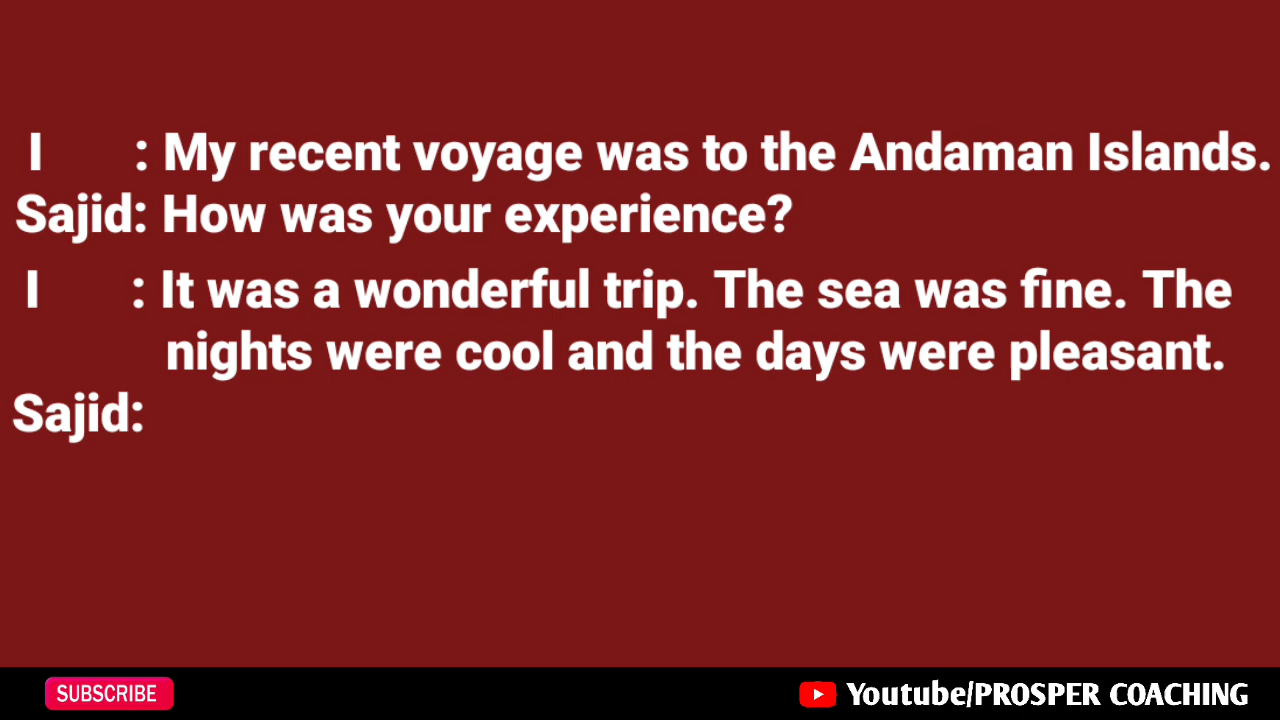 I : My recent voyage was to the Andaman Islands.
Sajid: How was your experience?
I : It was a wonderful trip. The sea was fine. The
nights were cool and the days were pleasant.
Sajid:
SUBSCRIBE
Youtube/PROSPER COACHING